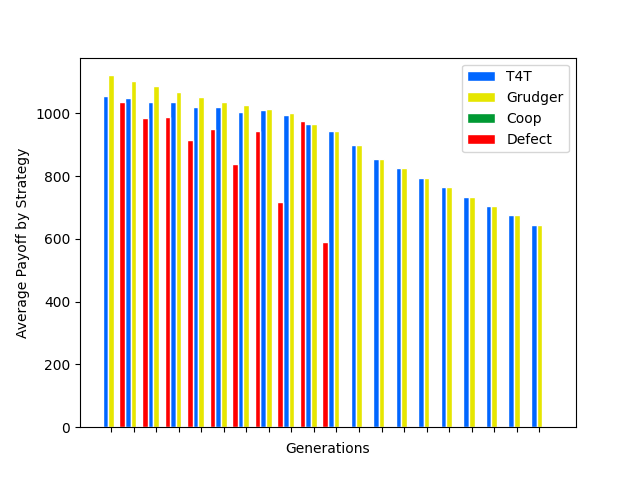 T4T
Grudger
Coop
Defect
1000
800
600
400
200
0
Average Payoff by Strategy
Generations